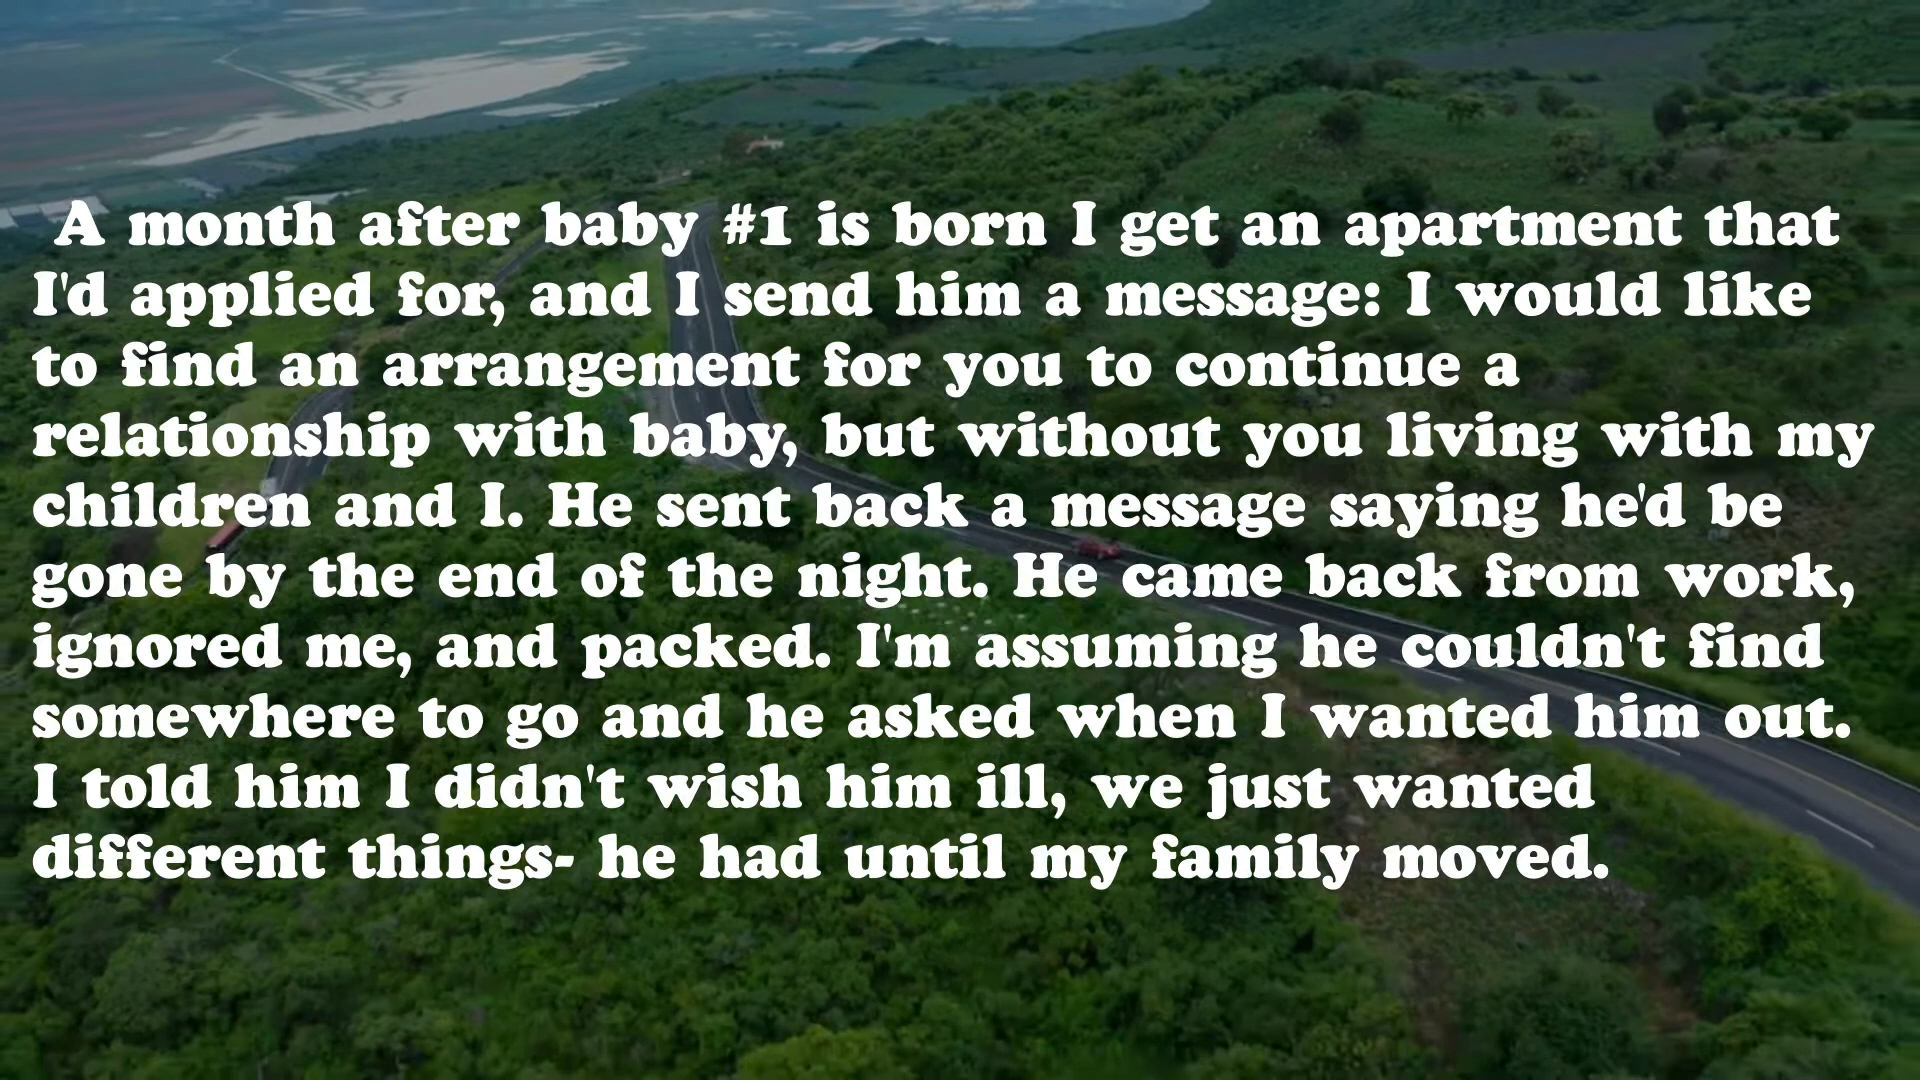 A month after baby #1 is born I get an apartment that
I'd applied for, and I send him a message: I would like
to find an arrangement for you to continue a
relationship with baby, but without you living with my
children and I. He sent back a message saying he'd be
gone by the end of the night. He came back from work,
ignored me, and packed. I'm assuming he couldn't find
somewhere to go and he asked when I wanted him out.
I told him I didn't wish him ill, we just wanted
different things- he had until my family moved.